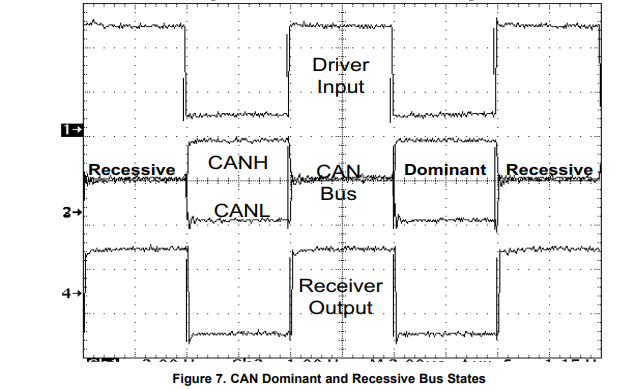 Driver
Input
1→
Recessive
CANH
CAN
Bus
Dominant
Recessive
2→
CANL
4→
Receiver
Output
Figure 7. CAN Dominant and Recessive Bus States